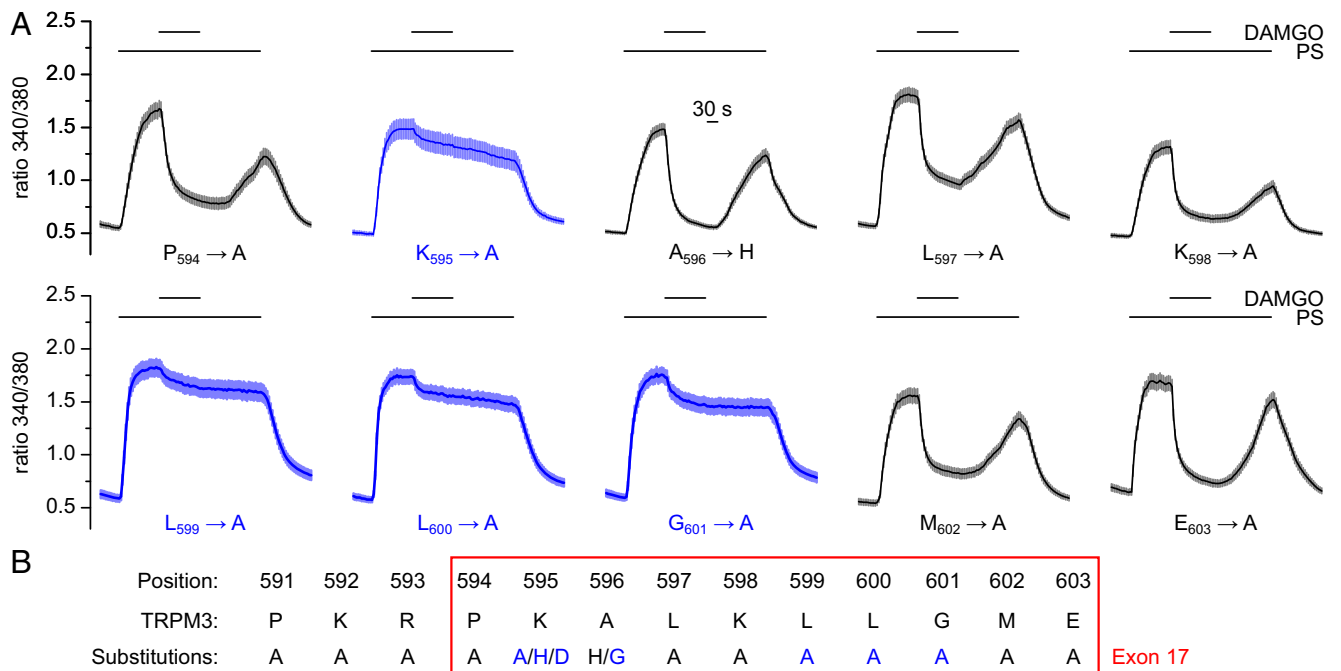 A
DAMGO
PS
ratio 340/380
2.5
2.0
1.5
1.0
0.5
30 s
P594 → A
K595 → A
A596 → H
L597 → A
K598 → A
DAMGO
PS
ratio 340/380
2.5
2.0
1.5
1.0
0.5
L599 → A
L600 → A
G601 → A
M602 → A
E603 → A
B
Position: 591 592 593 594 595 596 597 598 599 600 601 602 603
TRPM3: P K R P K A L K L L G M E
Substitutions: A A A A A/H/D H/G A A A A A A A Exon 17